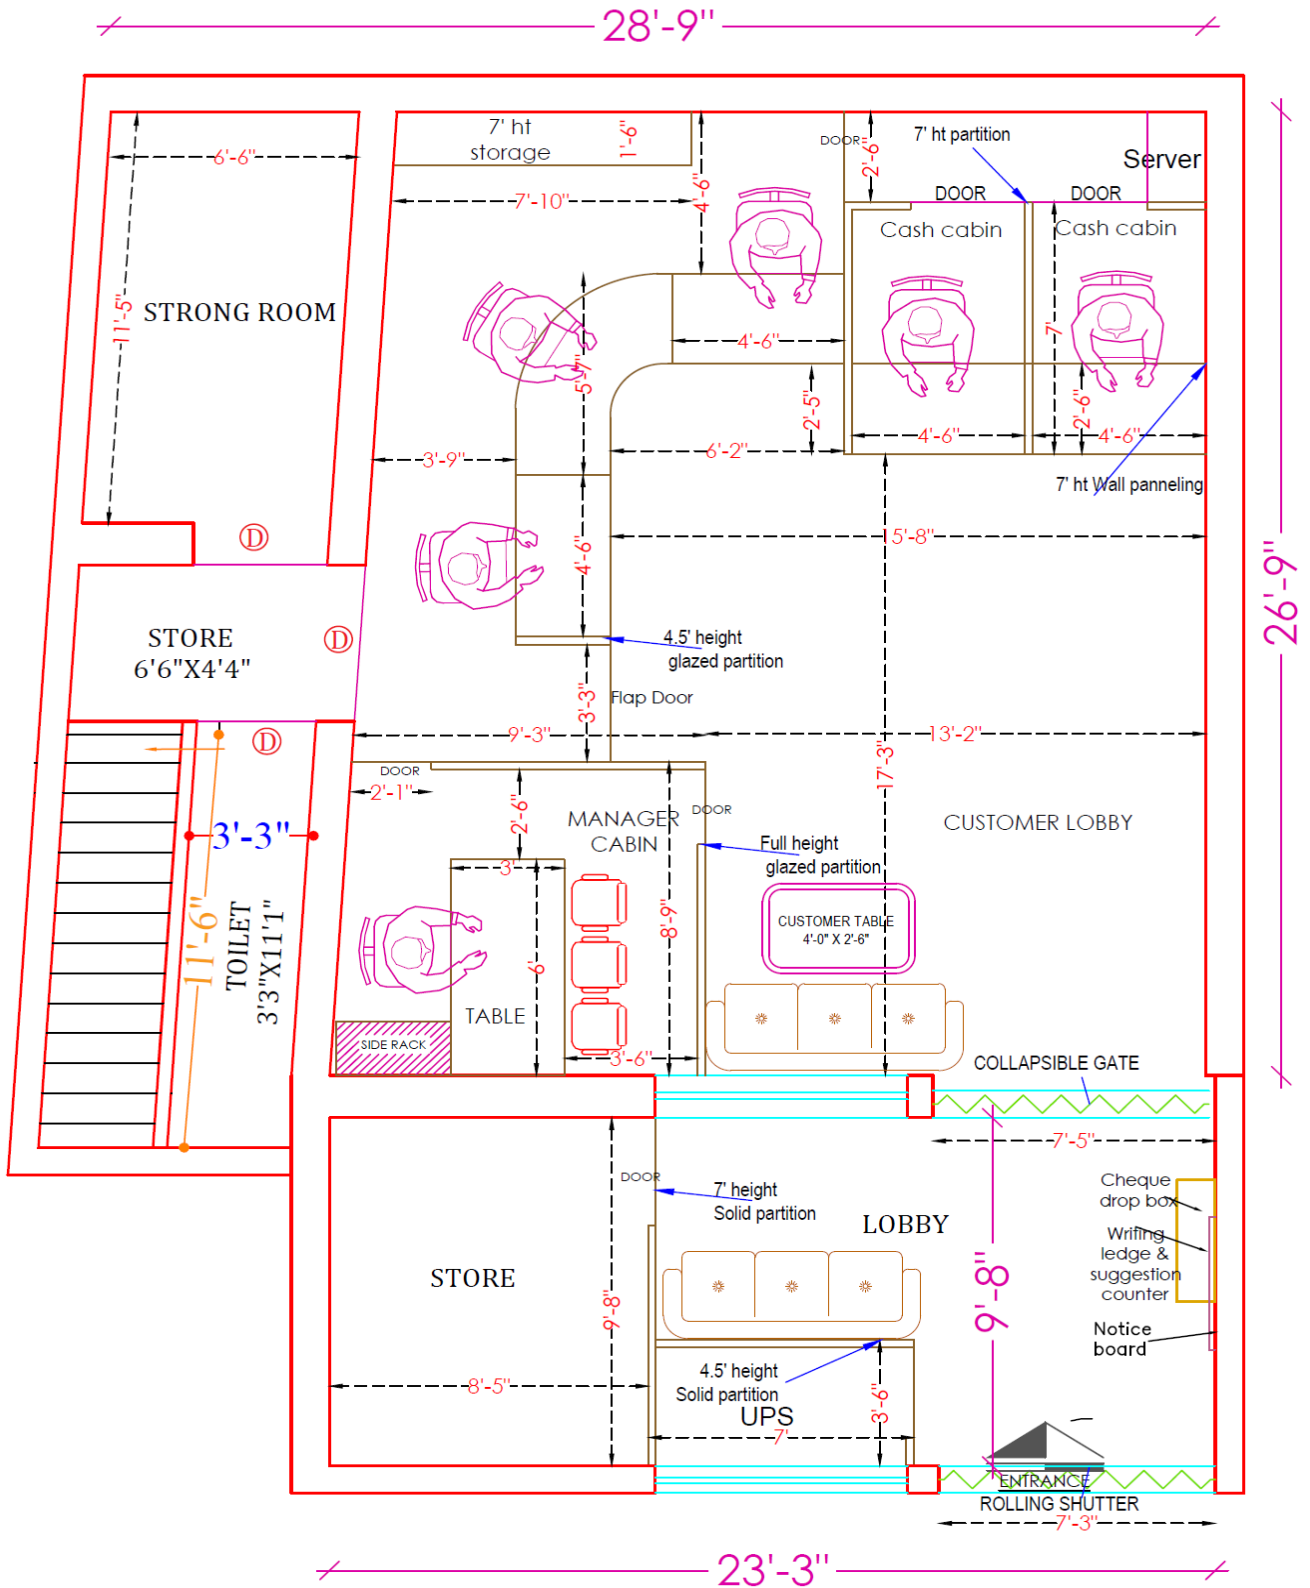 28'-9"
7' ht
storage
1'-6"
DOOR
2'-6"
7' ht partition
Server
6'-6"
7'-10"
4'-6"
DOOR
DOOR
Cash cabin
Cash cabin
STRONG ROOM
11'-5"
5'-7"
4'-6"
7'
2'-5"
2'-6"
3'-9"
6'-2"
4'-6"
4'-6"
7' ht Wall panneling
D
4'-6"
15'-8"
26'-9"
STORE
6'6"X4'4"
D
4.5' height
glazed partition
3'-3"
Flap Door
D
9'-3"
13'-2"
17'-3"
DOOR
2'-1"
2'-6"
MANAGER
CABIN
DOOR
CUSTOMER LOBBY
3'-3"
Full height
glazed partition
3'
11'-6"
TOILET
3'3"X11'1"
8'-9"
6'
CUSTOMER TABLE
4'-0" X 2'-6"
TABLE
SIDE RACK
3'-6"
COLLAPSIBLE GATE
7'-5"
DOOR
7' height
Solid partition
Cheque
drop box
LOBBY
Writing
ledge &
suggestion
counter
STORE
9'-8"
9'-8"
Notice
board
4.5' height
Solid partition
8'-5"
UPS
3'-6"
7'
ENTRANCE
ROLLING SHUTTER
7'-3"
23'-3"